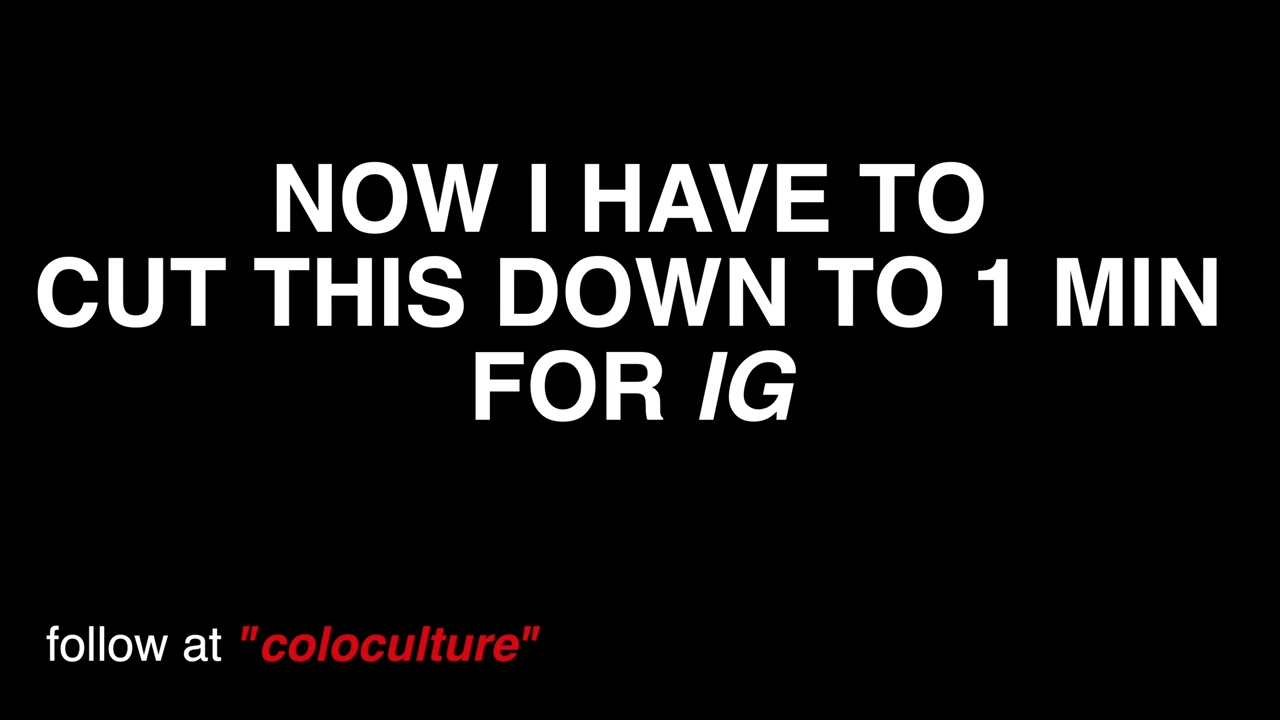 NOW I HAVE TO
CUT THIS DOWN TO 1 MIN
FOR IG
follow at "coloculture"